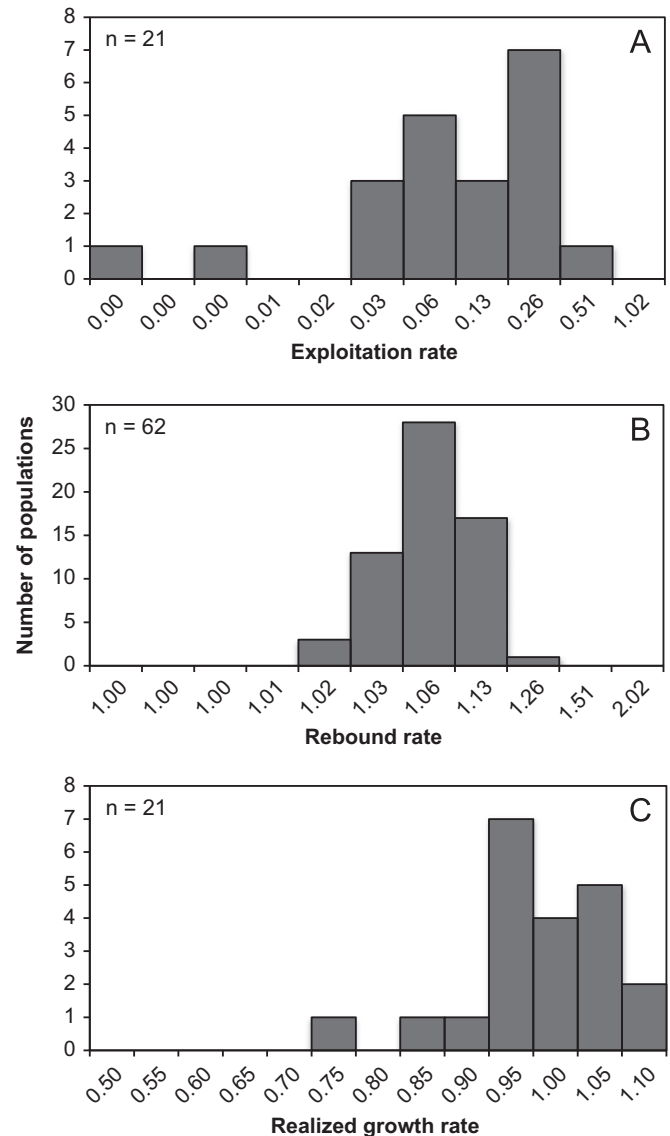 8
n = 21
A
7
6
5
4
3
2
1
0
0.00 0.00 0.00 0.01 0.02 0.03 0.06 0.13 0.26 0.51 1.02
Exploitation rate
Number of populations
30
n = 62
B
25
20
15
10
5
0
1.00 1.00 1.00 1.01 1.02 1.03 1.06 1.13 1.26 1.51 2.02
Rebound rate
8
n = 21
C
7
6
5
4
3
2
1
0
0.50 0.55 0.60 0.65 0.70 0.75 0.80 0.85 0.90 0.95 1.00 1.05 1.10
Realized growth rate